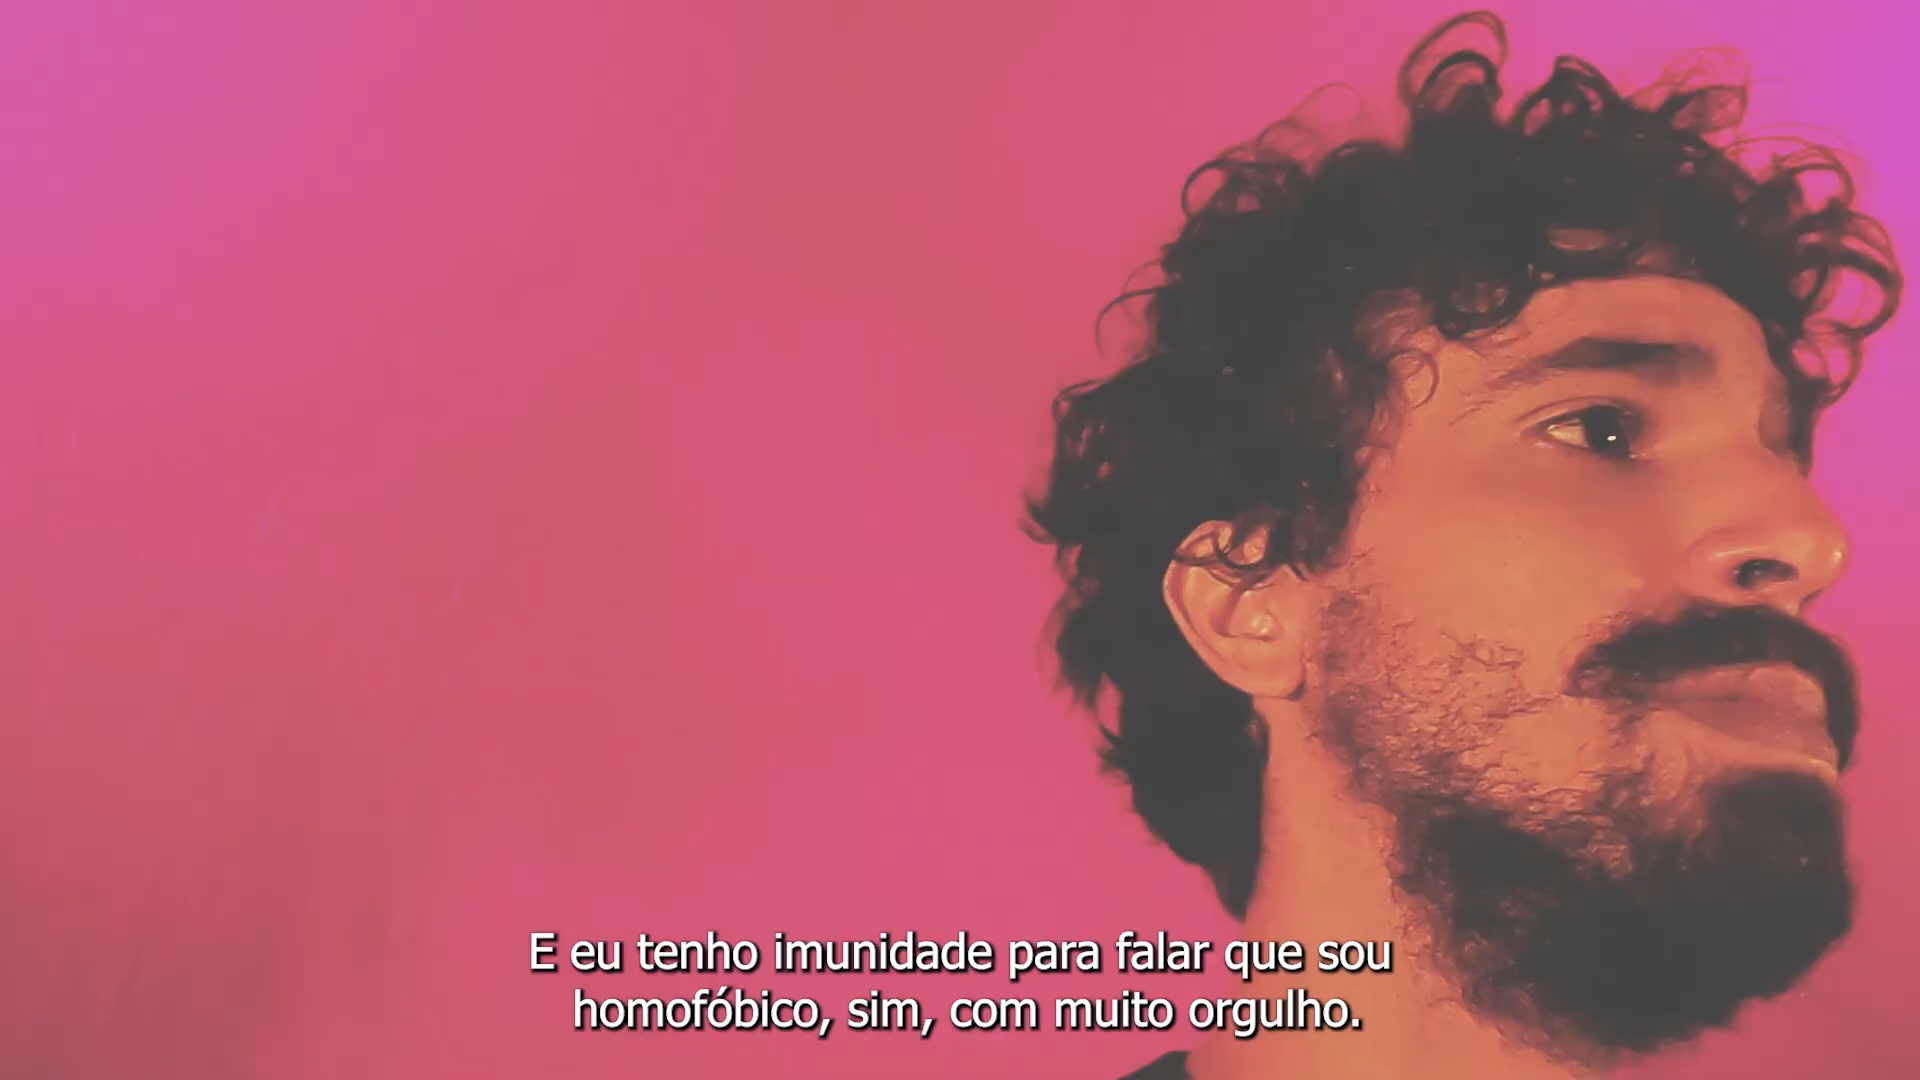 E eu tenho imunidade para falar que sou
homofóbico, sim, com muito orgulho.